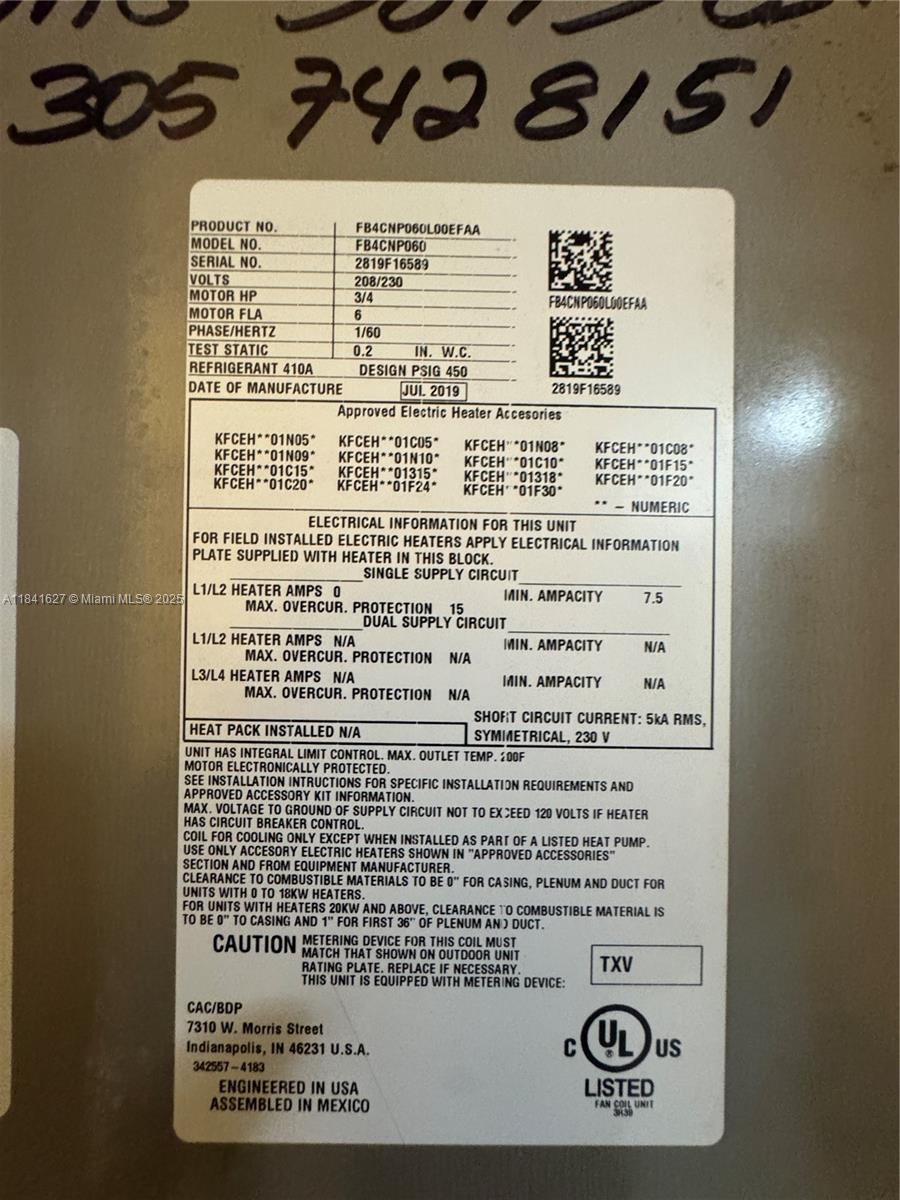 305 742 8151
PRODUCT NO. FB4CNP060L00EFAA
MODEL NO. FB4CNP060
SERIAL NO. 2819F16589
VOLTS 208/230
MOTOR HP 3/4
MOTOR FLA 6
PHASE/HERTZ 1/60
TEST STATIC 0.2 IN. W.C.
REFRIGERANT 410A DESIGN PSIG 450
DATE OF MANUFACTURE JUL 2019
FB4CNP060L00EFAA
2819F16589
Approved Electric Heater Accesories
KFCEH**01N05* KFCEH**01C05* KFCEH**01N08* KFCEH**01C08*
KFCEH**01N09* KFCEH**01N10* KFCEH**01C10* KFCEH**01F15*
KFCEH**01C15* KFCEH**01315* KFCEH**01318* KFCEH**01F20*
KFCEH**01C20* KFCEH**01F24* KFCEH**01F30*
** - NUMERIC
ELECTRICAL INFORMATION FOR THIS UNIT
FOR FIELD INSTALLED ELECTRIC HEATERS APPLY ELECTRICAL INFORMATION
PLATE SUPPLIED WITH HEATER IN THIS BLOCK.
SINGLE SUPPLY CIRCUIT
L1/L2 HEATER AMPS 0 MIN. AMPACITY 7.5
MAX. OVERCUR. PROTECTION 15
DUAL SUPPLY CIRCUIT
L1/L2 HEATER AMPS N/A MIN. AMPACITY N/A
MAX. OVERCUR. PROTECTION N/A
L3/L4 HEATER AMPS N/A MIN. AMPACITY N/A
MAX. OVERCUR. PROTECTION N/A
HEAT PACK INSTALLED N/A
SHORT CIRCUIT CURRENT: 5kA RMS,
SYMMETRICAL, 230 V
UNIT HAS INTEGRAL LIMIT CONTROL. MAX. OUTLET TEMP. 200F
MOTOR ELECTRONICALLY PROTECTED.
SEE INSTALLATION INTRUCTIONS FOR SPECIFIC INSTALLATION REQUIREMENTS AND
APPROVED ACCESSORY KIT INFORMATION.
MAX. VOLTAGE TO GROUND OF SUPPLY CIRCUIT NOT TO EXCEED 120 VOLTS IF HEATER
HAS CIRCUIT BREAKER CONTROL.
COIL FOR COOLING ONLY EXCEPT WHEN INSTALLED AS PART OF A LISTED HEAT PUMP.
USE ONLY ACCESORY ELECTRIC HEATERS SHOWN IN "APPROVED ACCESSORIES"
SECTION AND FROM EQUIPMENT MANUFACTURER.
CLEARANCE TO COMBUSTIBLE MATERIALS TO BE 0" FOR CASING, PLENUM AND DUCT FOR
UNITS WITH 0 TO 18KW HEATERS.
FOR UNITS WITH HEATERS 20KW AND ABOVE, CLEARANCE TO COMBUSTIBLE MATERIAL IS
TO BE 0" TO CASING AND 1" FOR FIRST 36" OF PLENUM AND DUCT.
CAUTION METERING DEVICE FOR THIS COIL MUST
MATCH THAT SHOWN ON OUTDOOR UNIT
RATING PLATE. REPLACE IF NECESSARY.
THIS UNIT IS EQUIPPED WITH METERING DEVICE:
TXV
CAC/BDP
7310 W. Morris Street
Indianapolis, IN 46231 U.S.A.
342557-4183
ENGINEERED IN USA
ASSEMBLED IN MEXICO
C UL® US
LISTED
FAN COIL UNIT
3R39
A11841627 © Miami MLS® 2025